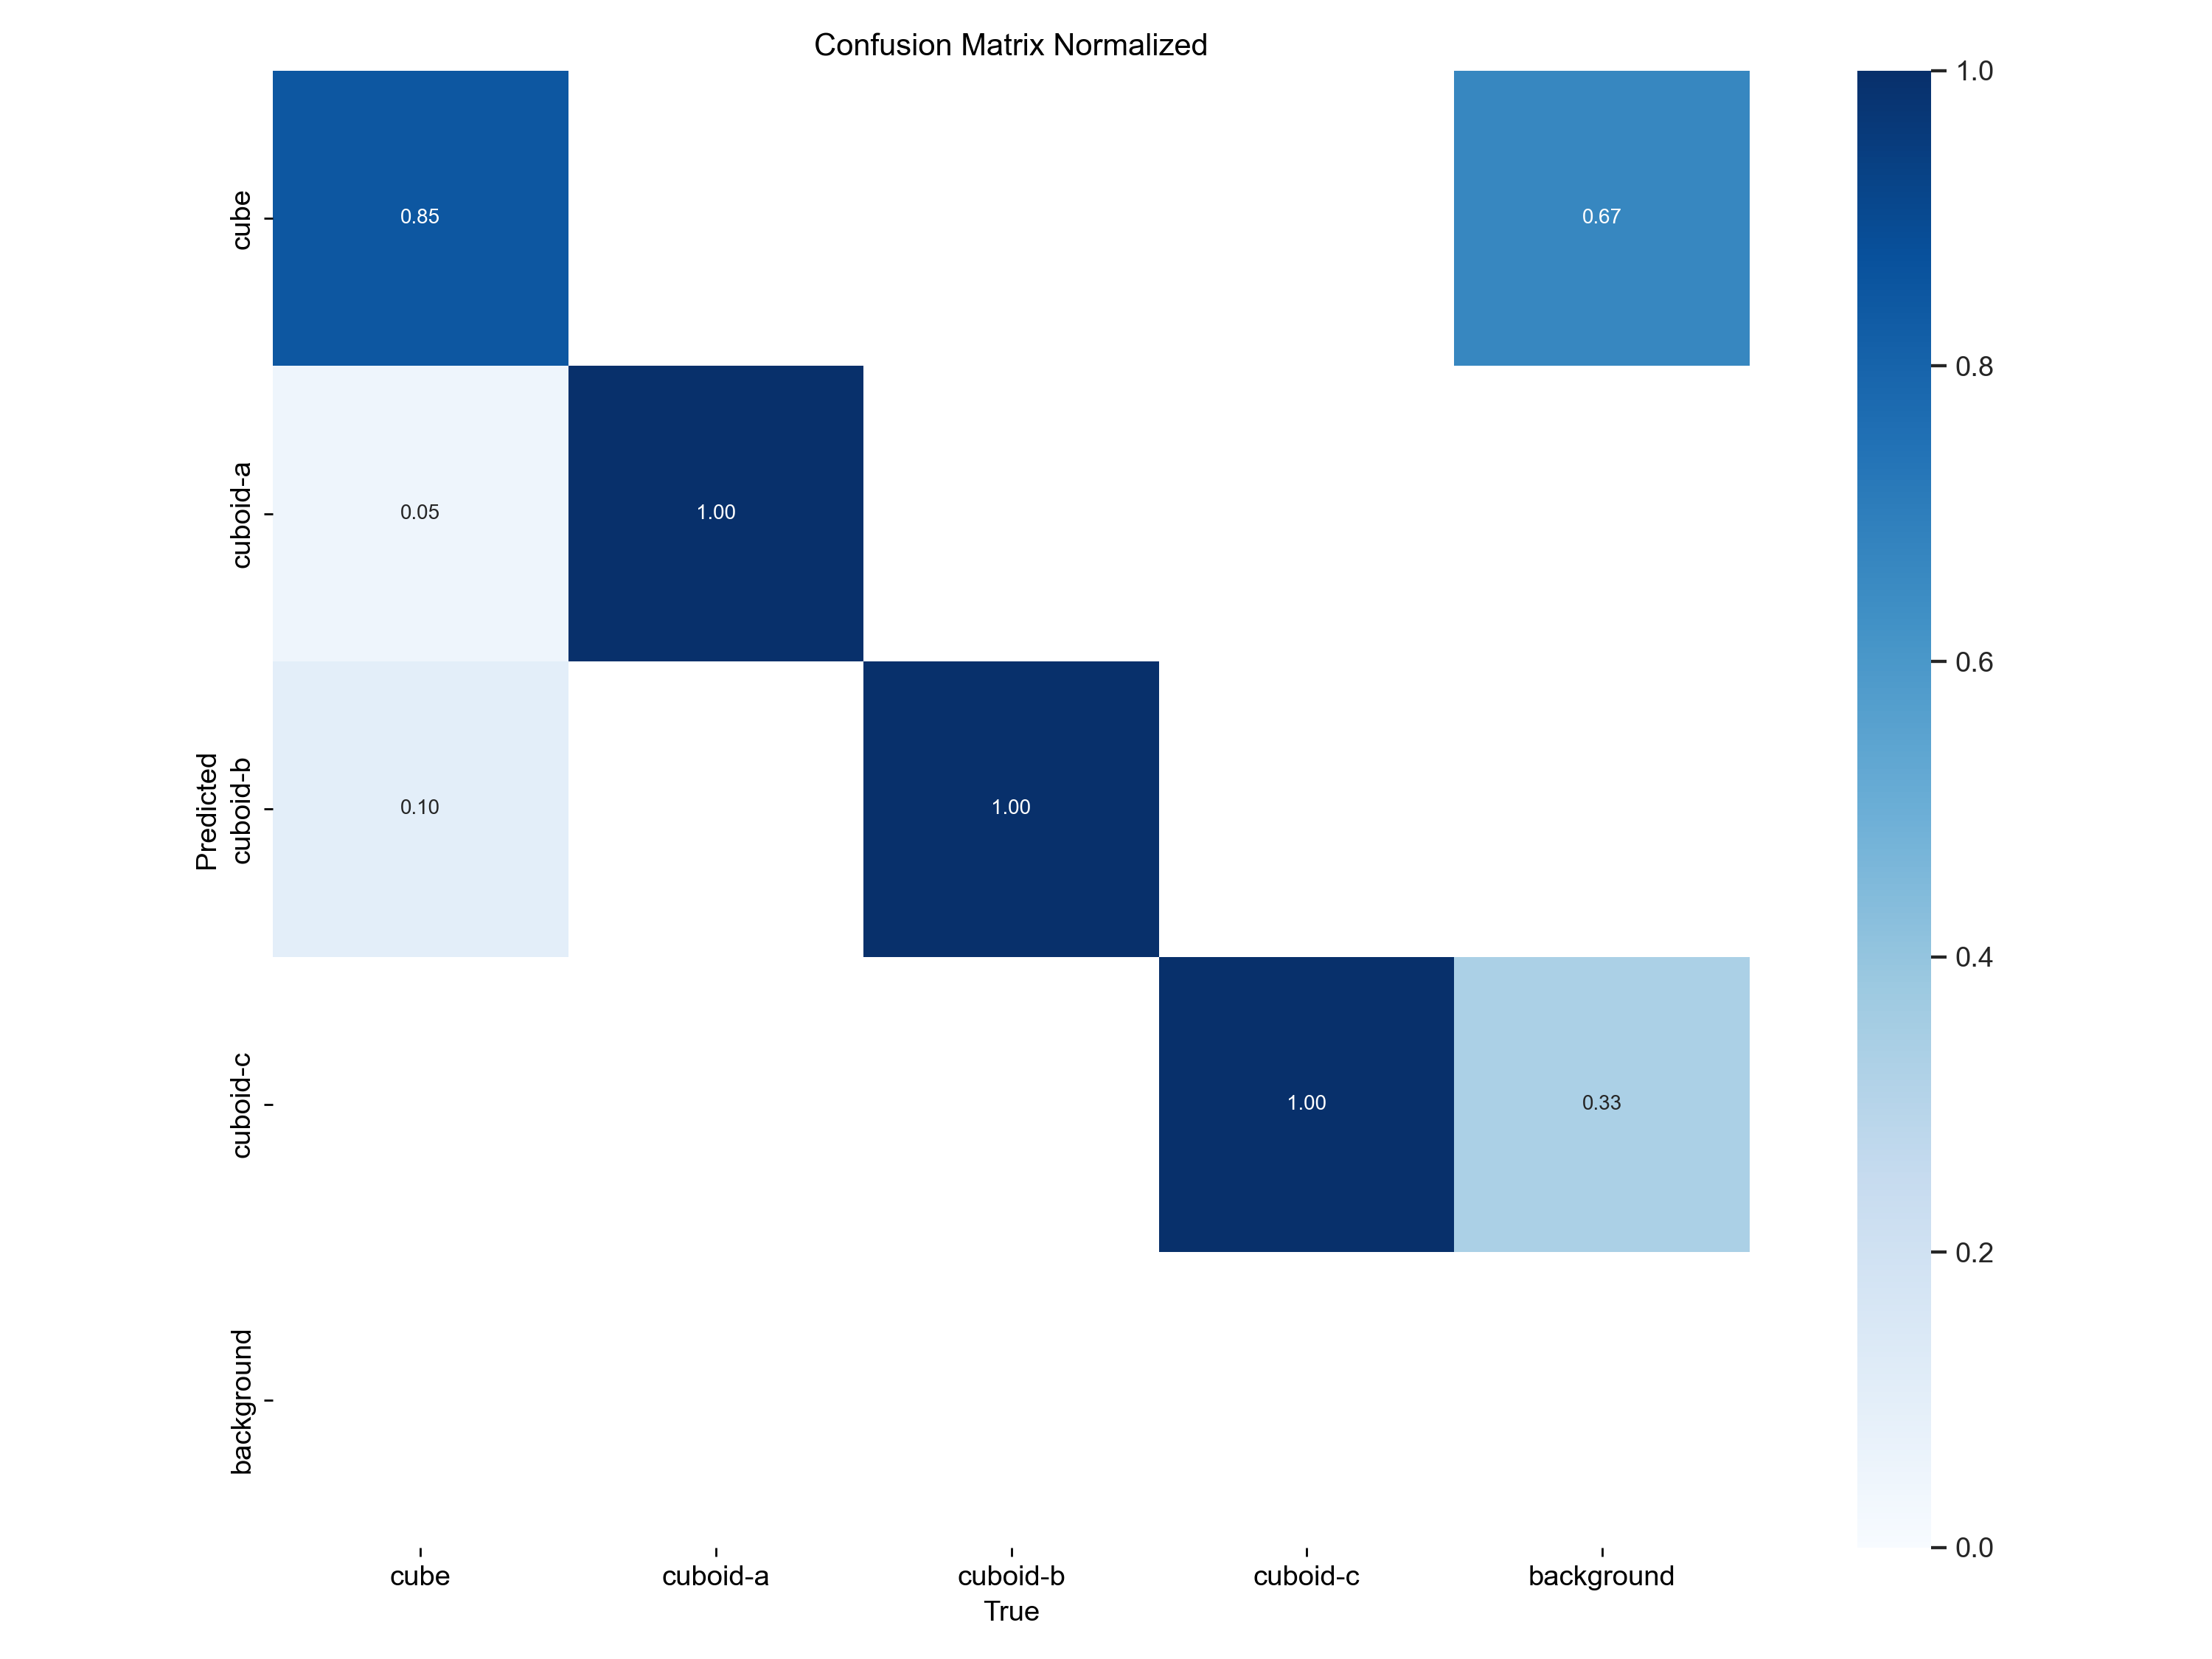 Confusion Matrix Normalized
cube
cuboid-a
cuboid-b
cuboid-c
background
Predicted
0.85
0.67
0.05
1.00
0.10
1.00
1.00
0.33
cube
cuboid-a
cuboid-b
cuboid-c
background
True
1.0
0.8
0.6
0.4
0.2
0.0